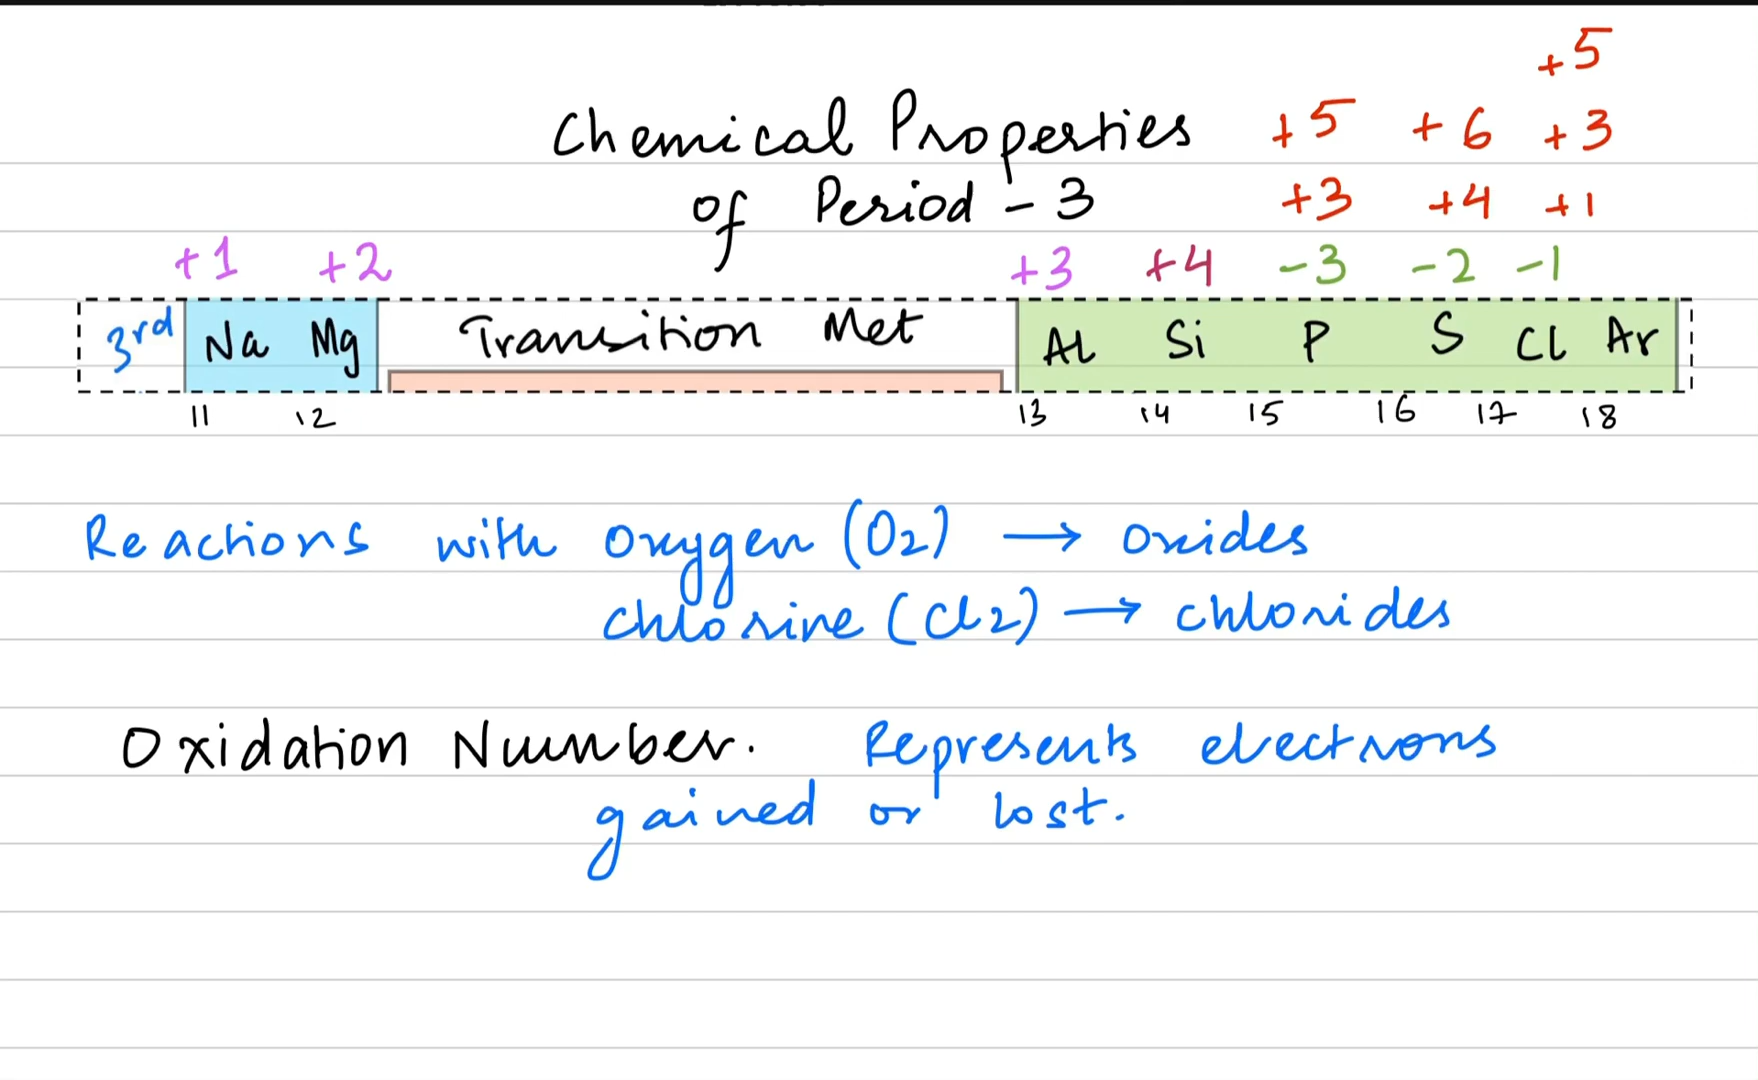 +5
Chemical Properties +5 +6 +3
of Period - 3 +3 +4 +1
+1 +2 +3 +4 -3 -2 -1
3rd Na Mg Transition Met Al Si P S Cl Ar
11 12 13 14 15 16 17 18
Reactions with oxygen (O2) → oxides
chlorine (Cl2) → chlorides
Oxidation Number. Represents electrons
gained or lost.